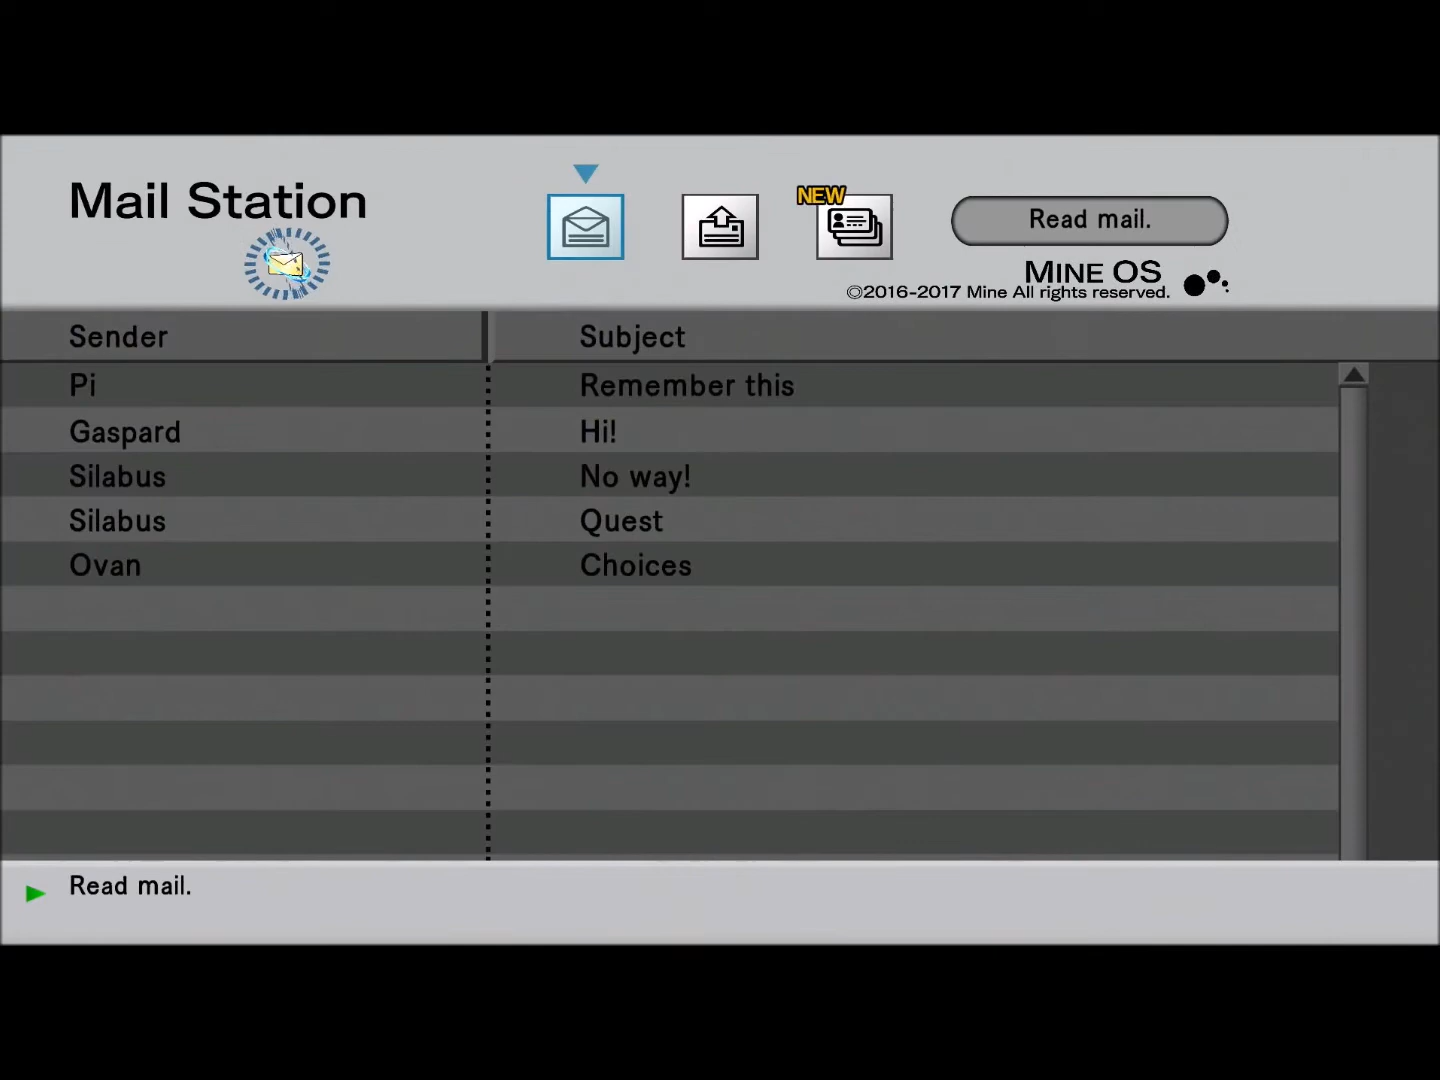 Mail Station
NEW
Read mail.
MINE OS
©2016-2017 Mine All rights reserved.
Sender Subject
Pi Remember this
Gaspard Hi!
Silabus No way!
Silabus Quest
Ovan Choices
Read mail.